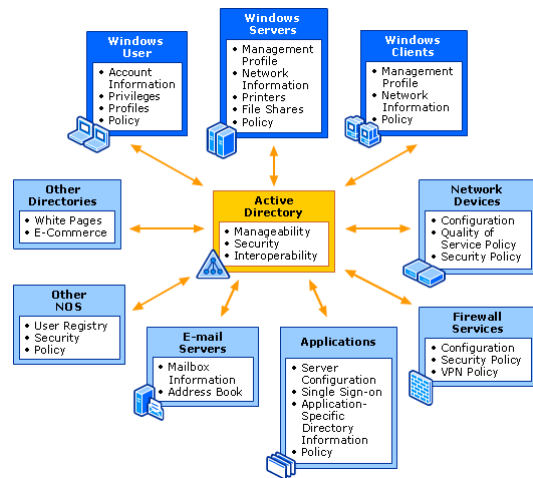 Windows
User
• Account
Information
• Privileges
• Profiles
• Policy
Windows
Servers
• Management
Profile
• Network
Information
• Printers
• File Shares
• Policy
Windows
Clients
• Management
Profile
• Network
Information
• Policy
Other
Directories
• White Pages
• E-Commerce
Active
Directory
• Manageability
• Security
• Interoperability
Network
Devices
• Configuration
• Quality of
Service Policy
• Security Policy
Other
NOS
• User Registry
• Security
• Policy
E-mail
Servers
• Mailbox
Information
• Address Book
Applications
• Server
Configuration
• Single Sign-on
• Application-
Specific
Directory
Information
• Policy
Firewall
Services
• Configuration
• Security Policy
• VPN Policy